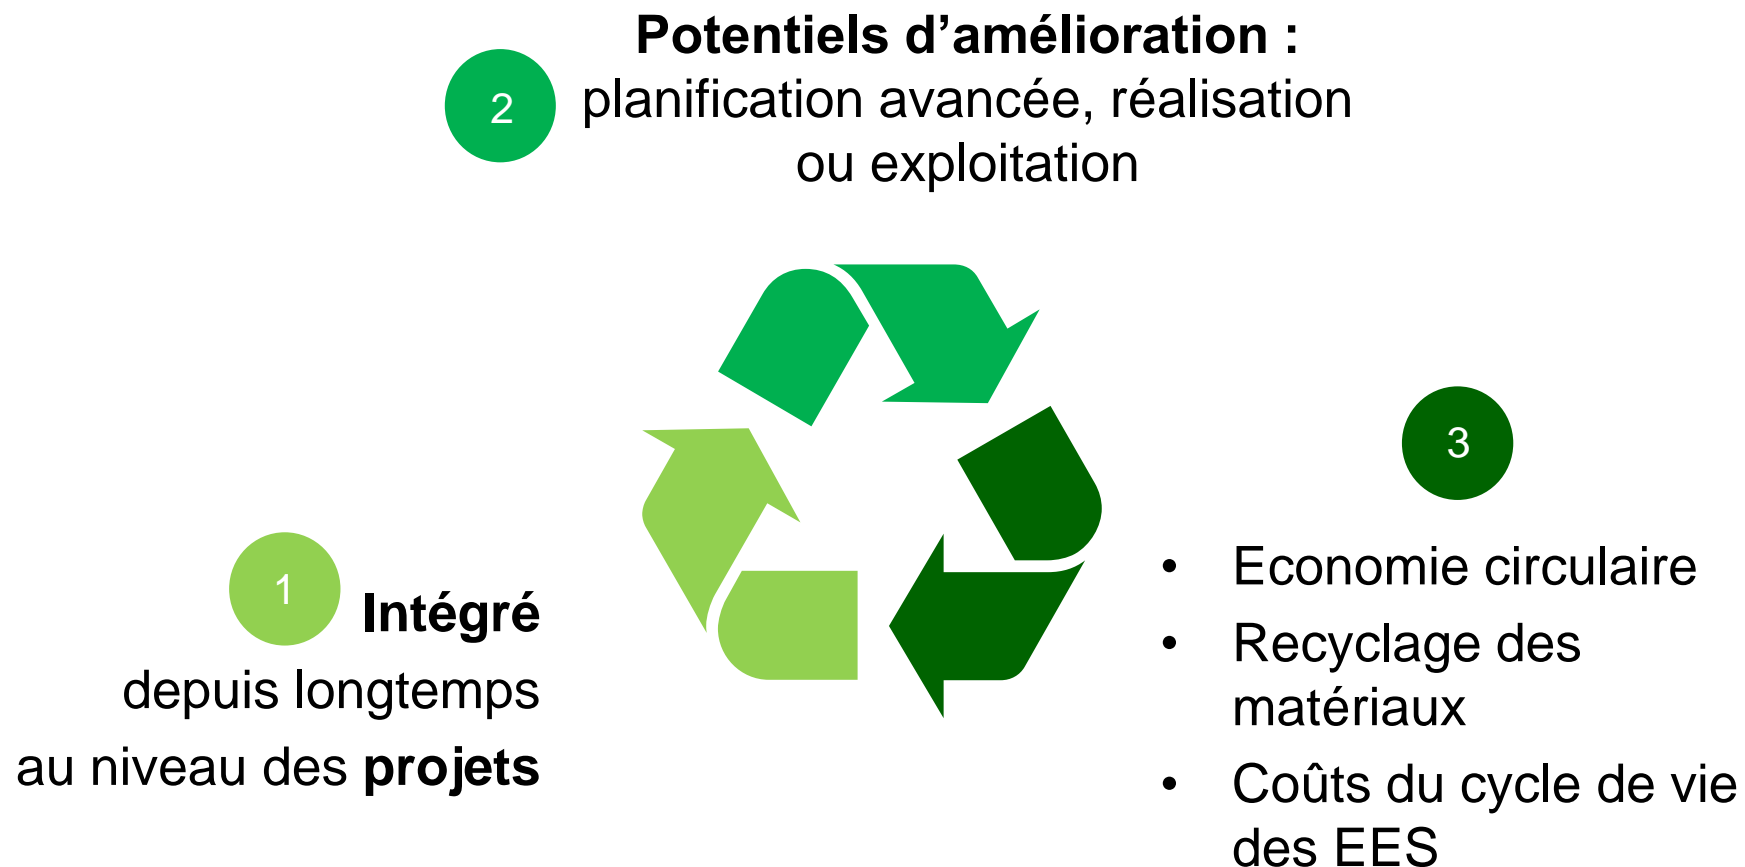 2
Potentiels d’amélioration :
planification avancée, réalisation
ou exploitation
1
Intégré
depuis longtemps
au niveau des projets
3
• Economie circulaire
• Recyclage des
matériaux
• Coûts du cycle de vie
des EES